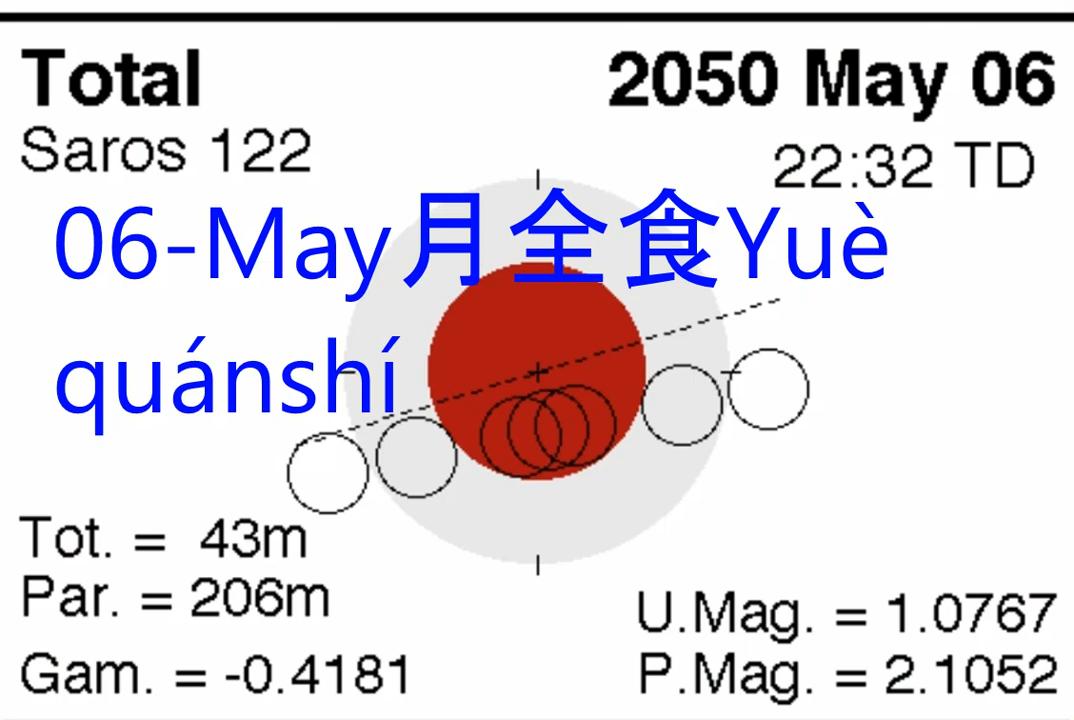 Total 2050 May 06
Saros 122 22:32 TD
06-May月全食Yuè
quánshí
Tot. = 43m
Par. = 206m U.Mag. = 1.0767
Gam. = -0.4181 P.Mag. = 2.1052